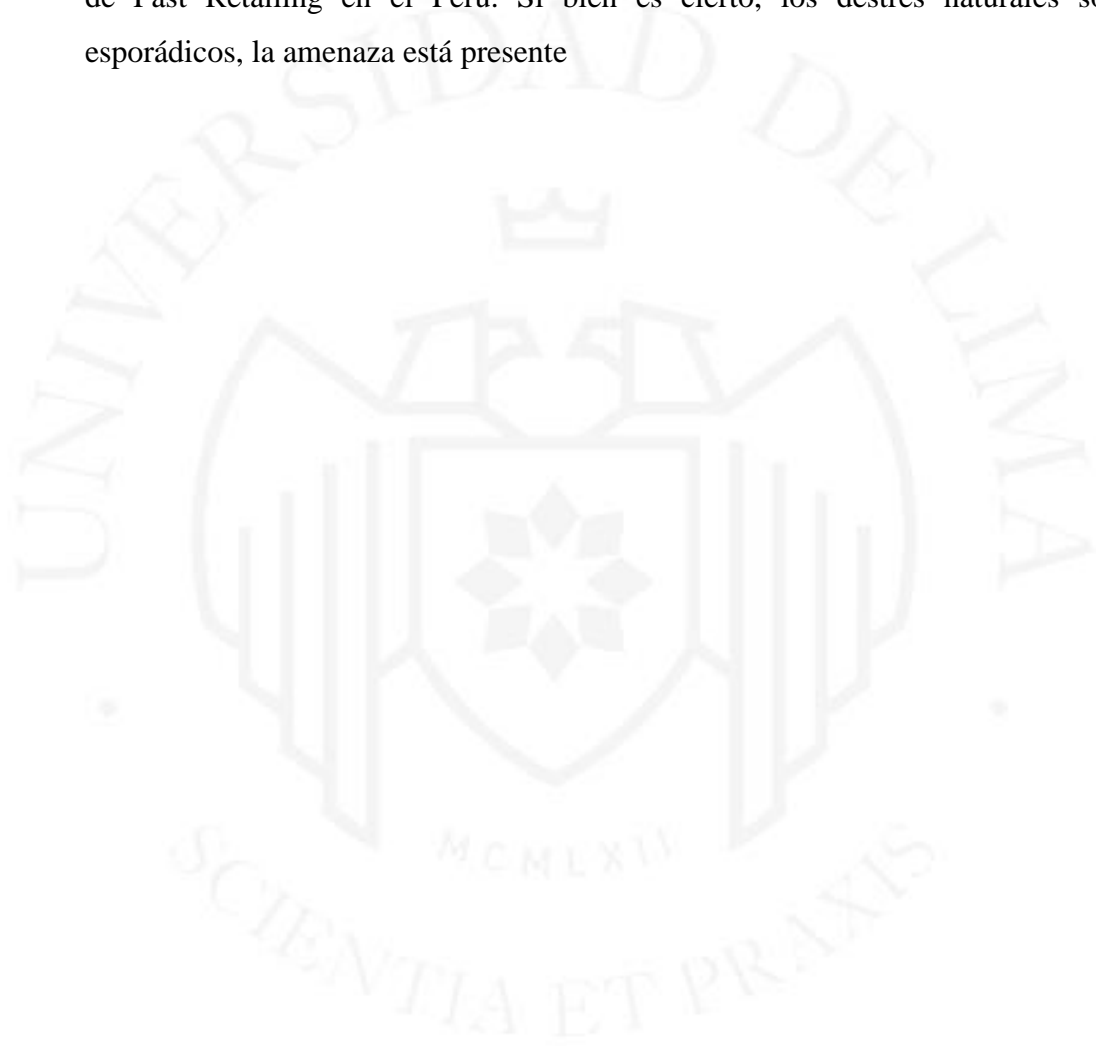 de Fast Retailing en el Perú. Si bien es cierto, los destres naturales
esporádicos, la amenaza está presente
UNIVERSIDAD DE LIMA
MCMLXII
SCIENTIA ET PRAXIS